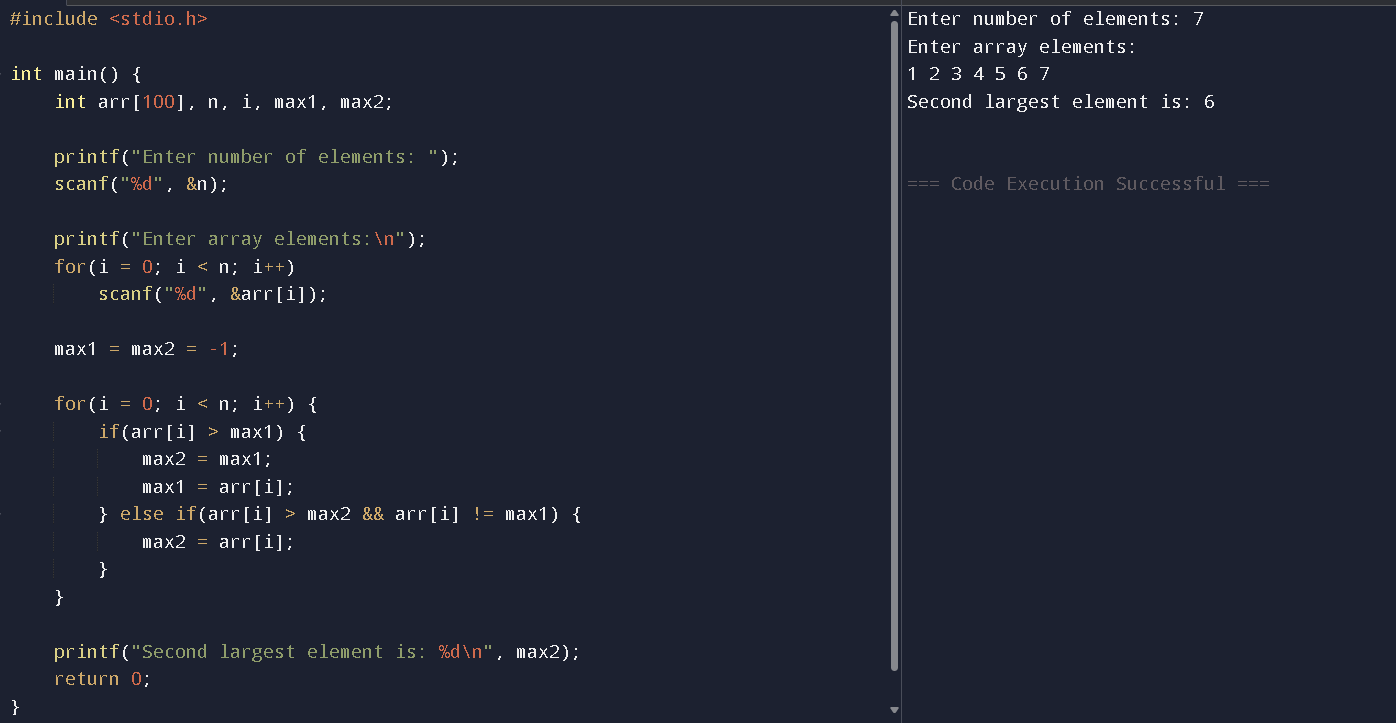 #include <stdio.h>
int main() {
    int arr[100], n, i, max1, max2;
    printf("Enter number of elements: ");
    scanf("%d", &n);
    printf("Enter array elements:\n");
    for(i = 0; i < n; i++)
        scanf("%d", &arr[i]);
    max1 = max2 = -1;
    for(i = 0; i < n; i++) {
        if(arr[i] > max1) {
            max2 = max1;
            max1 = arr[i];
        } else if(arr[i] > max2 && arr[i] != max1) {
            max2 = arr[i];
        }
    }
    printf("Second largest element is: %d\n", max2);
    return 0;
}
Enter number of elements: 7
Enter array elements:
1 2 3 4 5 6 7
Second largest element is: 6
=== Code Execution Successful ===